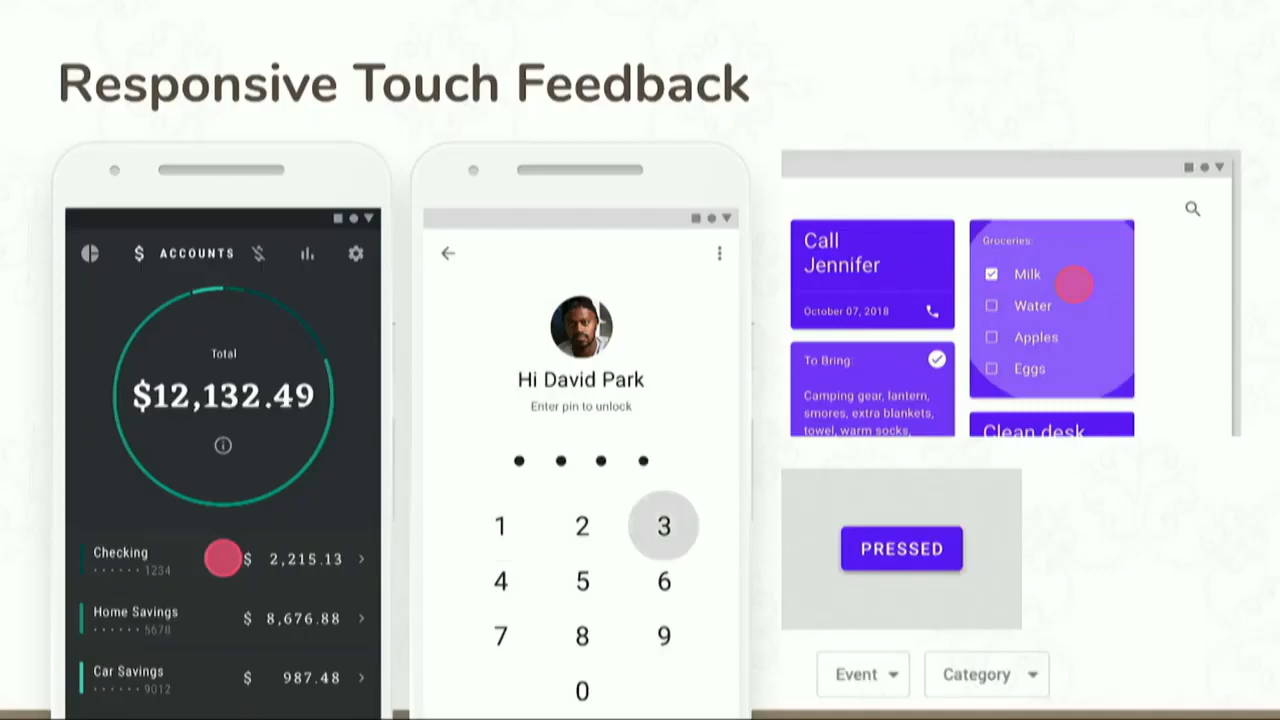 Responsive Touch Feedback
$ ACCOUNTS
Total
$12,132.49
Checking
1234
$ 2,215.13
Home Savings
5678
$ 8,676.88
Car Savings
9012
$ 987.48
Hi David Park
Enter pin to unlock
1 2 3
4 5 6
7 8 9
0
Call
Jennifer
October 07, 2018
To Bring:
Camping gear, lantern,
smores, extra blankets,
towel, warm socks,
Groceries:
Milk
Water
Apples
Eggs
Clean desk
PRESSED
Event
Category